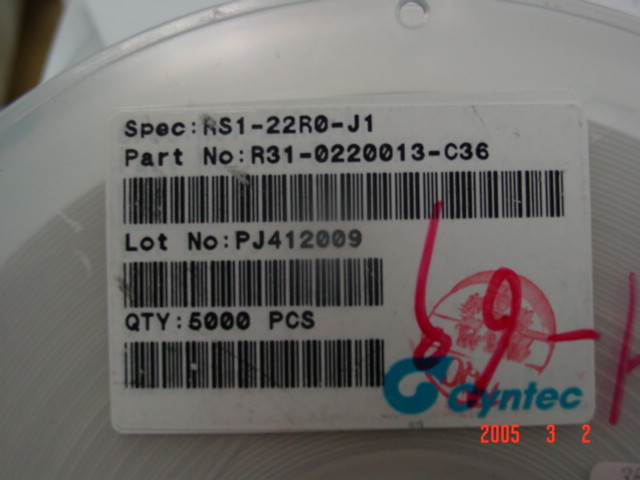 Spec:RS1-22R0-J1
Part No:R31-0220013-C36
Lot No:PJ412009
QTY:5000 PCS
69-
Cyntec
2005 3 2